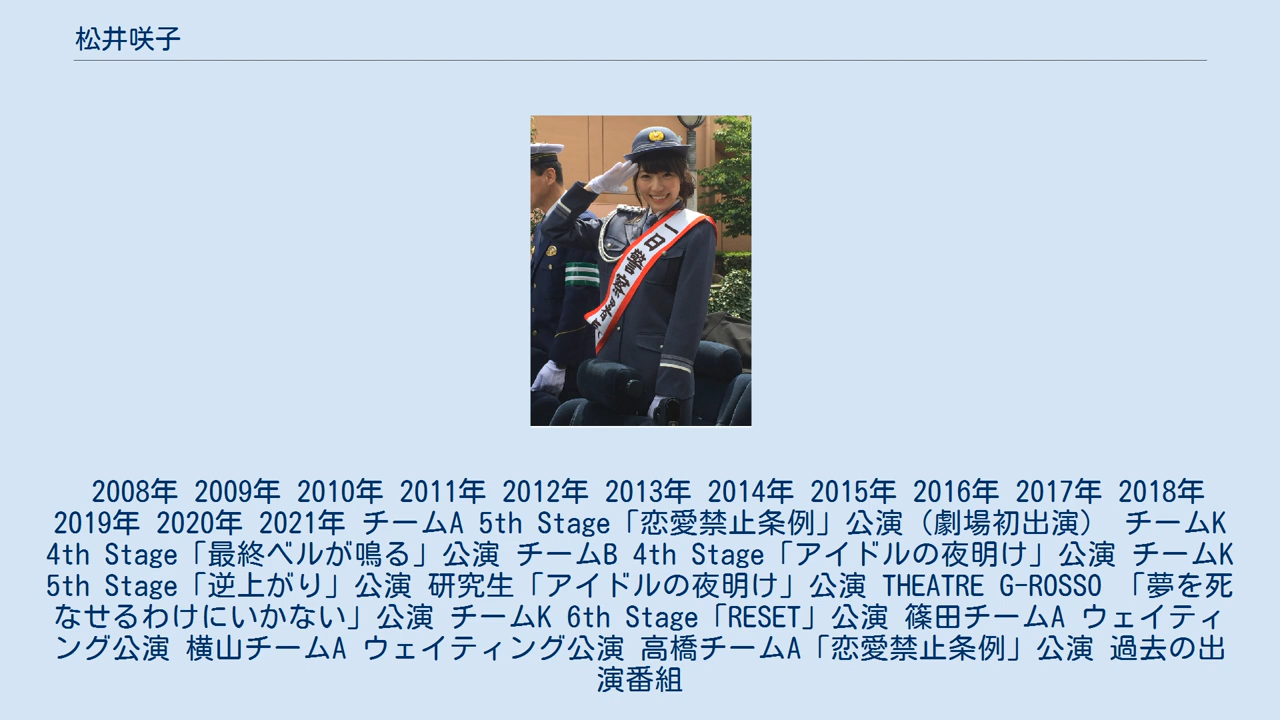 松井咲子
一日警察署長
2008年 2009年 2010年 2011年 2012年 2013年 2014年 2015年 2016年 2017年 2018年
2019年 2020年 2021年 チームA 5th Stage「恋愛禁止条例」公演（劇場初出演） チームK
4th Stage「最終ベルが鳴る」公演 チームB 4th Stage「アイドルの夜明け」公演 チームK
5th Stage「逆上がり」公演 研究生「アイドルの夜明け」公演 THEATRE G-ROSSO 「夢を死
なせるわけにいかない」公演 チームK 6th Stage「RESET」公演 篠田チームA ウェイティ
ング公演 横山チームA ウェイティング公演 高橋チームA「恋愛禁止条例」公演 過去の出
演番組